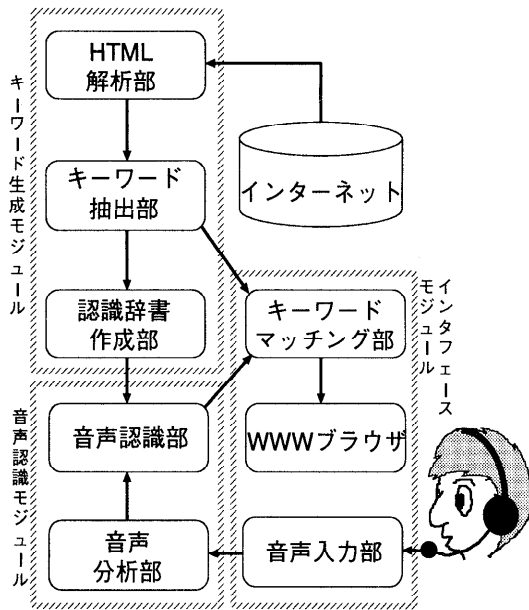 キーワード生成モジュール
HTML
解析部
キーワード
抽出部
認識辞書
作成部
インターネット
インタフェース
モジュール
キーワード
マッチング部
WWWブラウザ
音声入力部
音声認識モジュール
音声認識部
音声
分析部